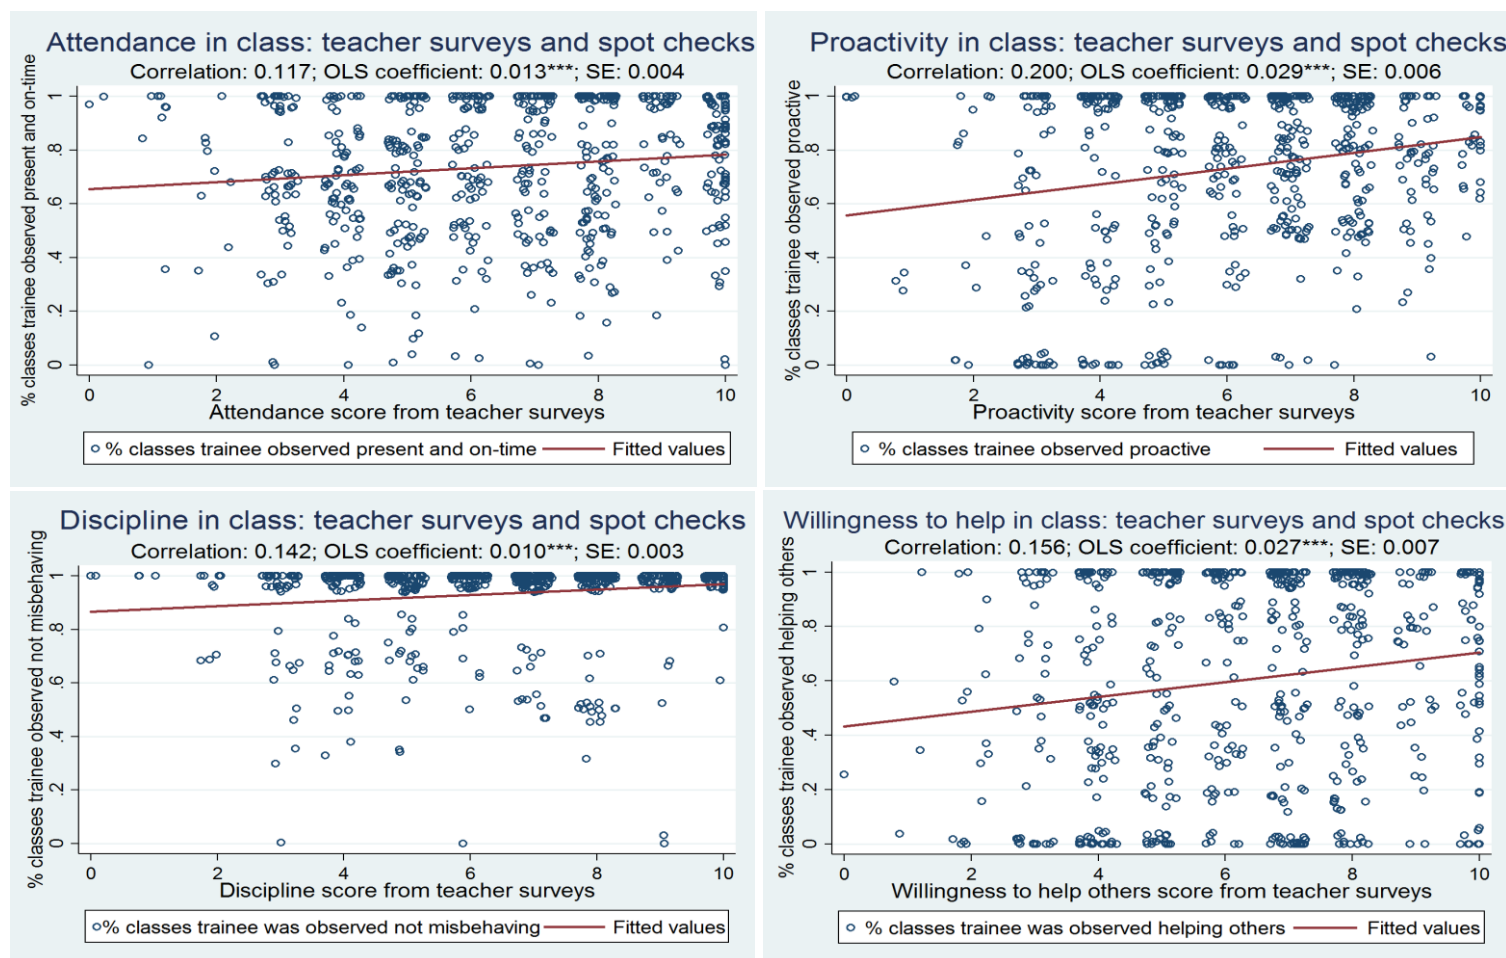 Attendance in class: teacher surveys and spot checks
Correlation: 0.117; OLS coefficient: 0.013***; SE: 0.004
% classes trainee observed present and on-time
1
.8
.6
.4
.2
0
0 2 4 6 8 10
Attendance score from teacher surveys
% classes trainee observed present and on-time Fitted values
Proactivity in class: teacher surveys and spot checks
Correlation: 0.200; OLS coefficient: 0.029***; SE: 0.006
% classes trainee observed proactive
1
.8
.6
.4
.2
0
0 2 4 6 8 10
Proactivity score from teacher surveys
% classes trainee observed proactive Fitted values
Discipline in class: teacher surveys and spot checks
Correlation: 0.142; OLS coefficient: 0.010***; SE: 0.003
% classes trainee observed not misbehaving
1
.8
.6
.4
.2
0
0 2 4 6 8 10
Discipline score from teacher surveys
% classes trainee was observed not misbehaving Fitted values
Willingness to help in class: teacher surveys and spot checks
Correlation: 0.156; OLS coefficient: 0.027***; SE: 0.007
% classes trainee observed helping others
1
.8
.6
.4
.2
0
0 2 4 6 8 10
Willingness to help others score from teacher surveys
% classes trainee was observed helping others Fitted values